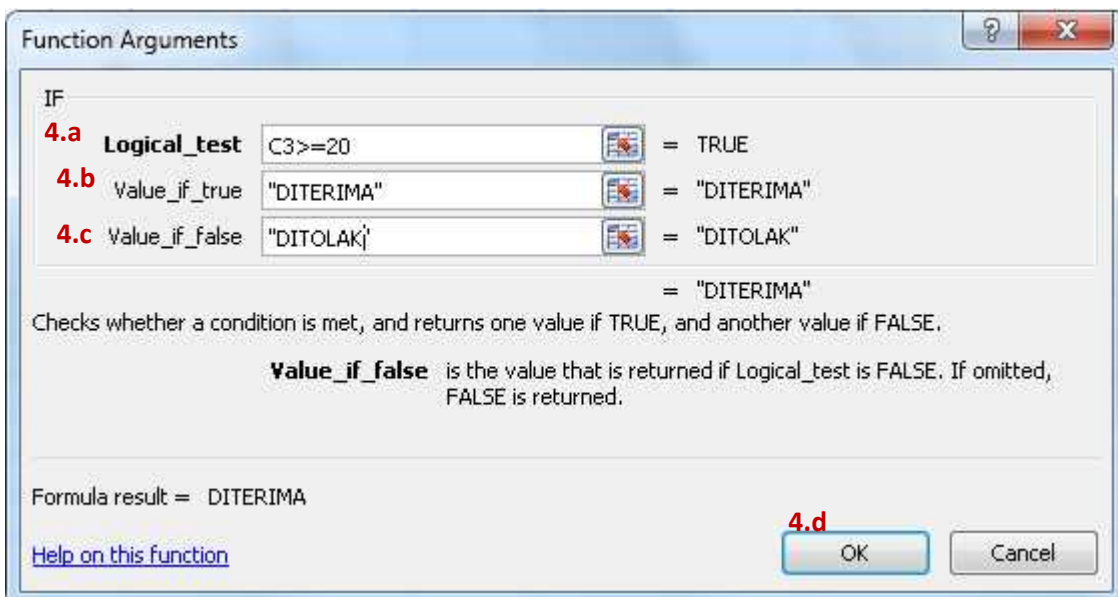 Function Arguments
IF
4.a Logical_test C3>=20 = TRUE
4.b Value_if_true "DITERIMA" = "DITERIMA"
4.c Value_if_false "DITOLAK" = "DITOLAK"
= "DITERIMA"
Checks whether a condition is met, and returns one value if TRUE, and another value if FALSE.
Value_if_false is the value that is returned if Logical_test is FALSE. If omitted,
FALSE is returned.
Formula result = DITERIMA
4.d
Help on this function OK Cancel